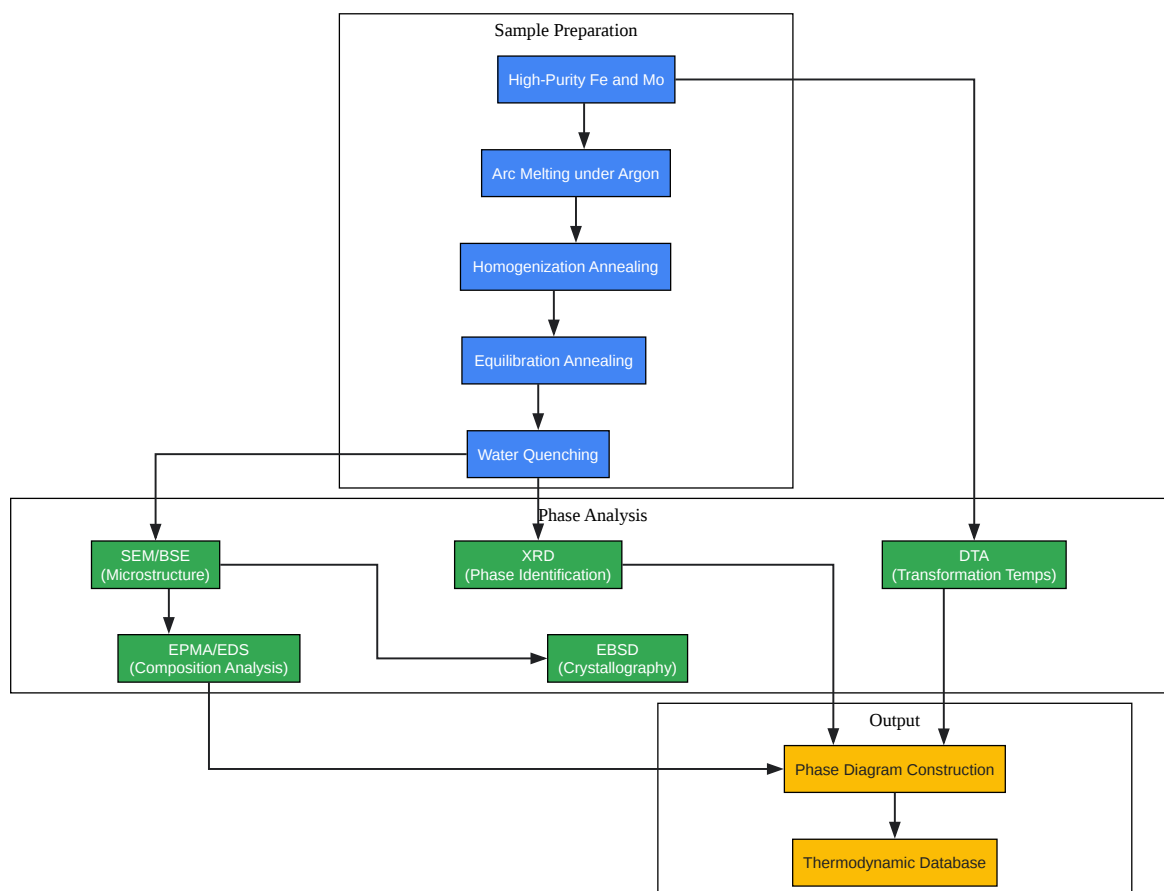 Sample Preparation
High-Purity Fe and Mo
Arc Melting under Argon
Homogenization Annealing
Equilibration Annealing
Water Quenching
Phase Analysis
SEM/BSE
(Microstructure)
XRD
(Phase Identification)
DTA
(Transformation Temps)
EPMA/EDS
(Composition Analysis)
EBSD
(Crystallography)
Output
Phase Diagram Construction
Thermodynamic Database